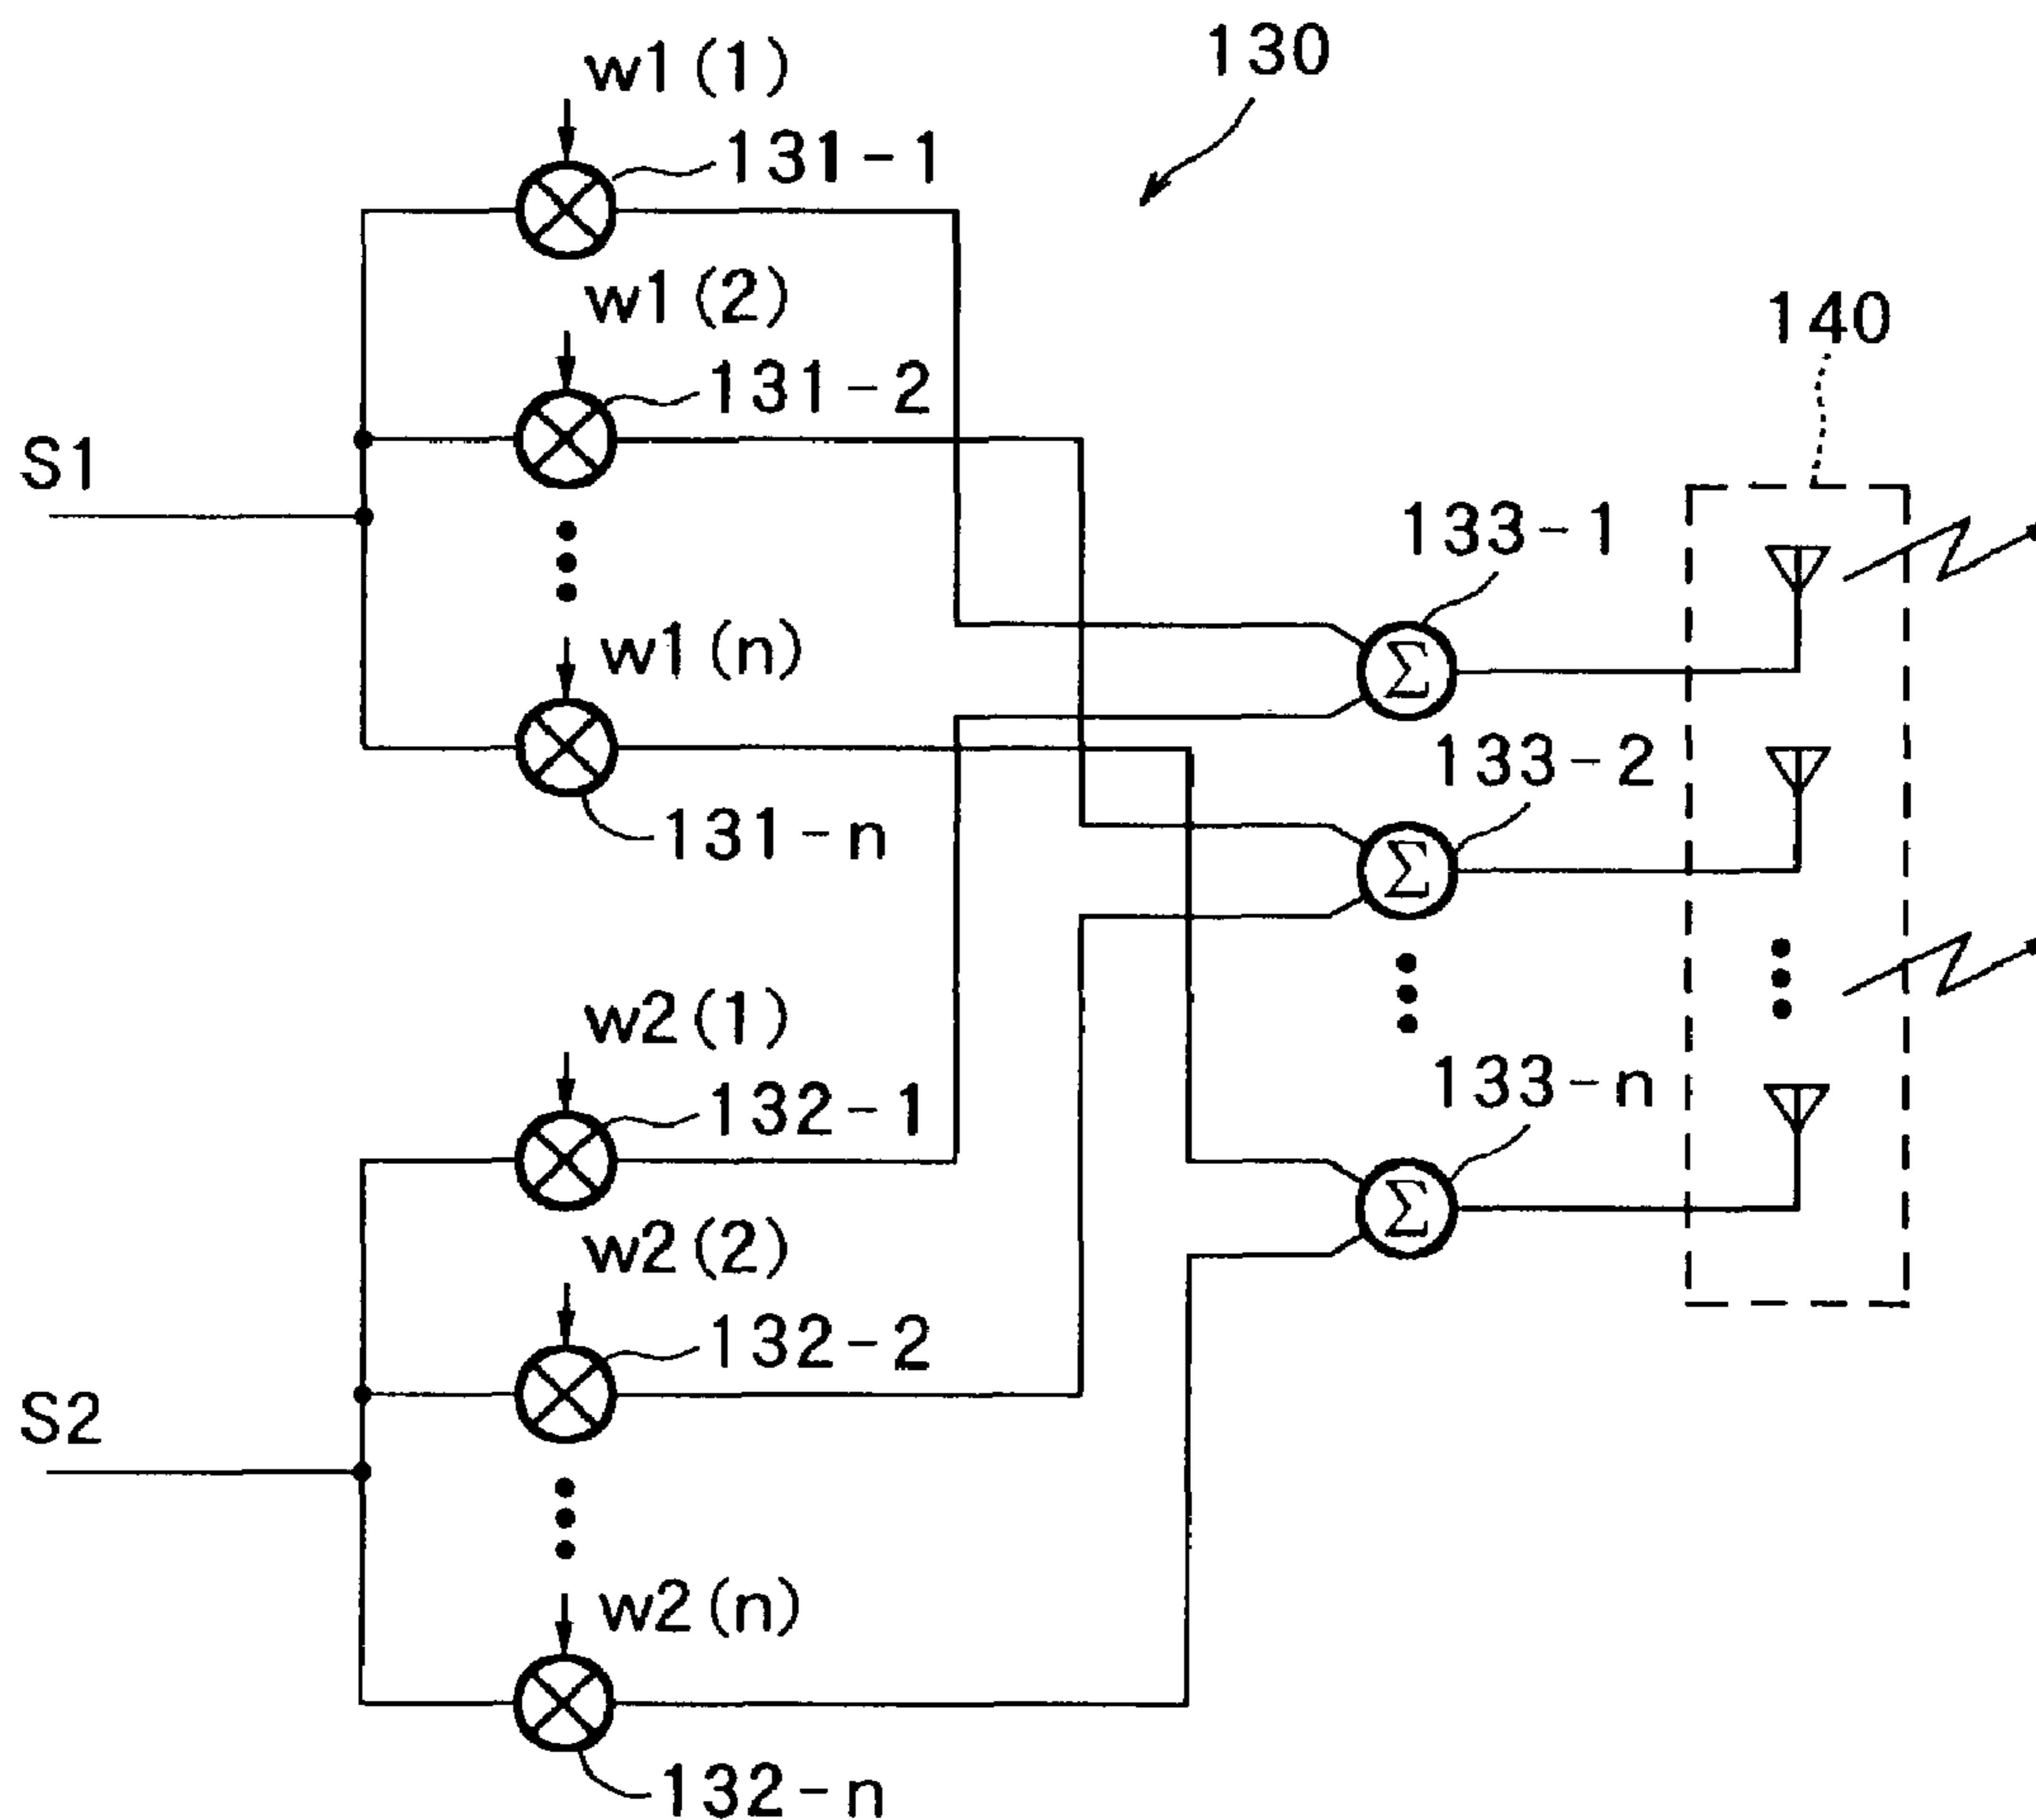 130
w1(1)
131-1
w1(2)
131-2
140
S1
133-1
w1(n)
133-2
131-n
w2(1)
132-1
133-n
w2(2)
132-2
S2
w2(n)
132-n
Σ
Σ
Σ